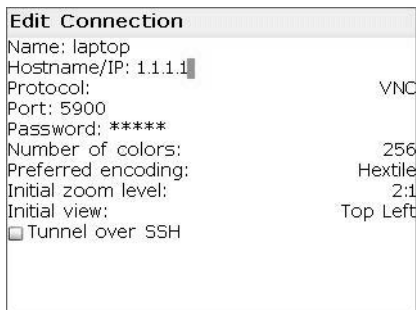 Edit Connection
Name: laptop
Hostname/IP: 1.1.1.1
Protocol: VNC
Port: 5900
Password: *****
Number of colors: 256
Preferred encoding: Hextile
Initial zoom level: 2:1
Initial view: Top Left
Tunnel over SSH